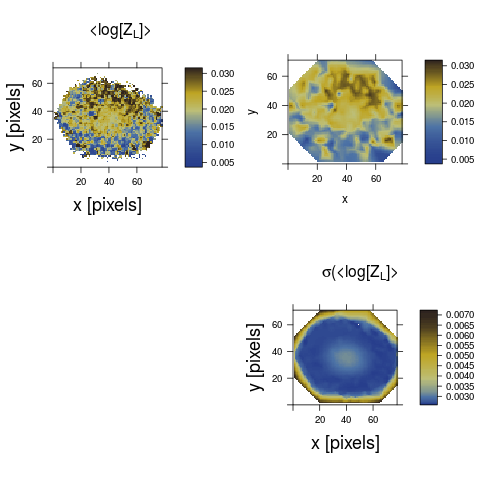 <log[Z_L]>
60
40
20
y [pixels]
20 40 60
x [pixels]
0.030
0.025
0.020
0.015
0.010
0.005
60
40
20
y
20 40 60
x
0.030
0.025
0.020
0.015
0.010
0.005
σ(<log[Z_L]>
60
40
20
y [pixels]
20 40 60
x [pixels]
0.0070
0.0065
0.0060
0.0055
0.0050
0.0045
0.0040
0.0035
0.0030